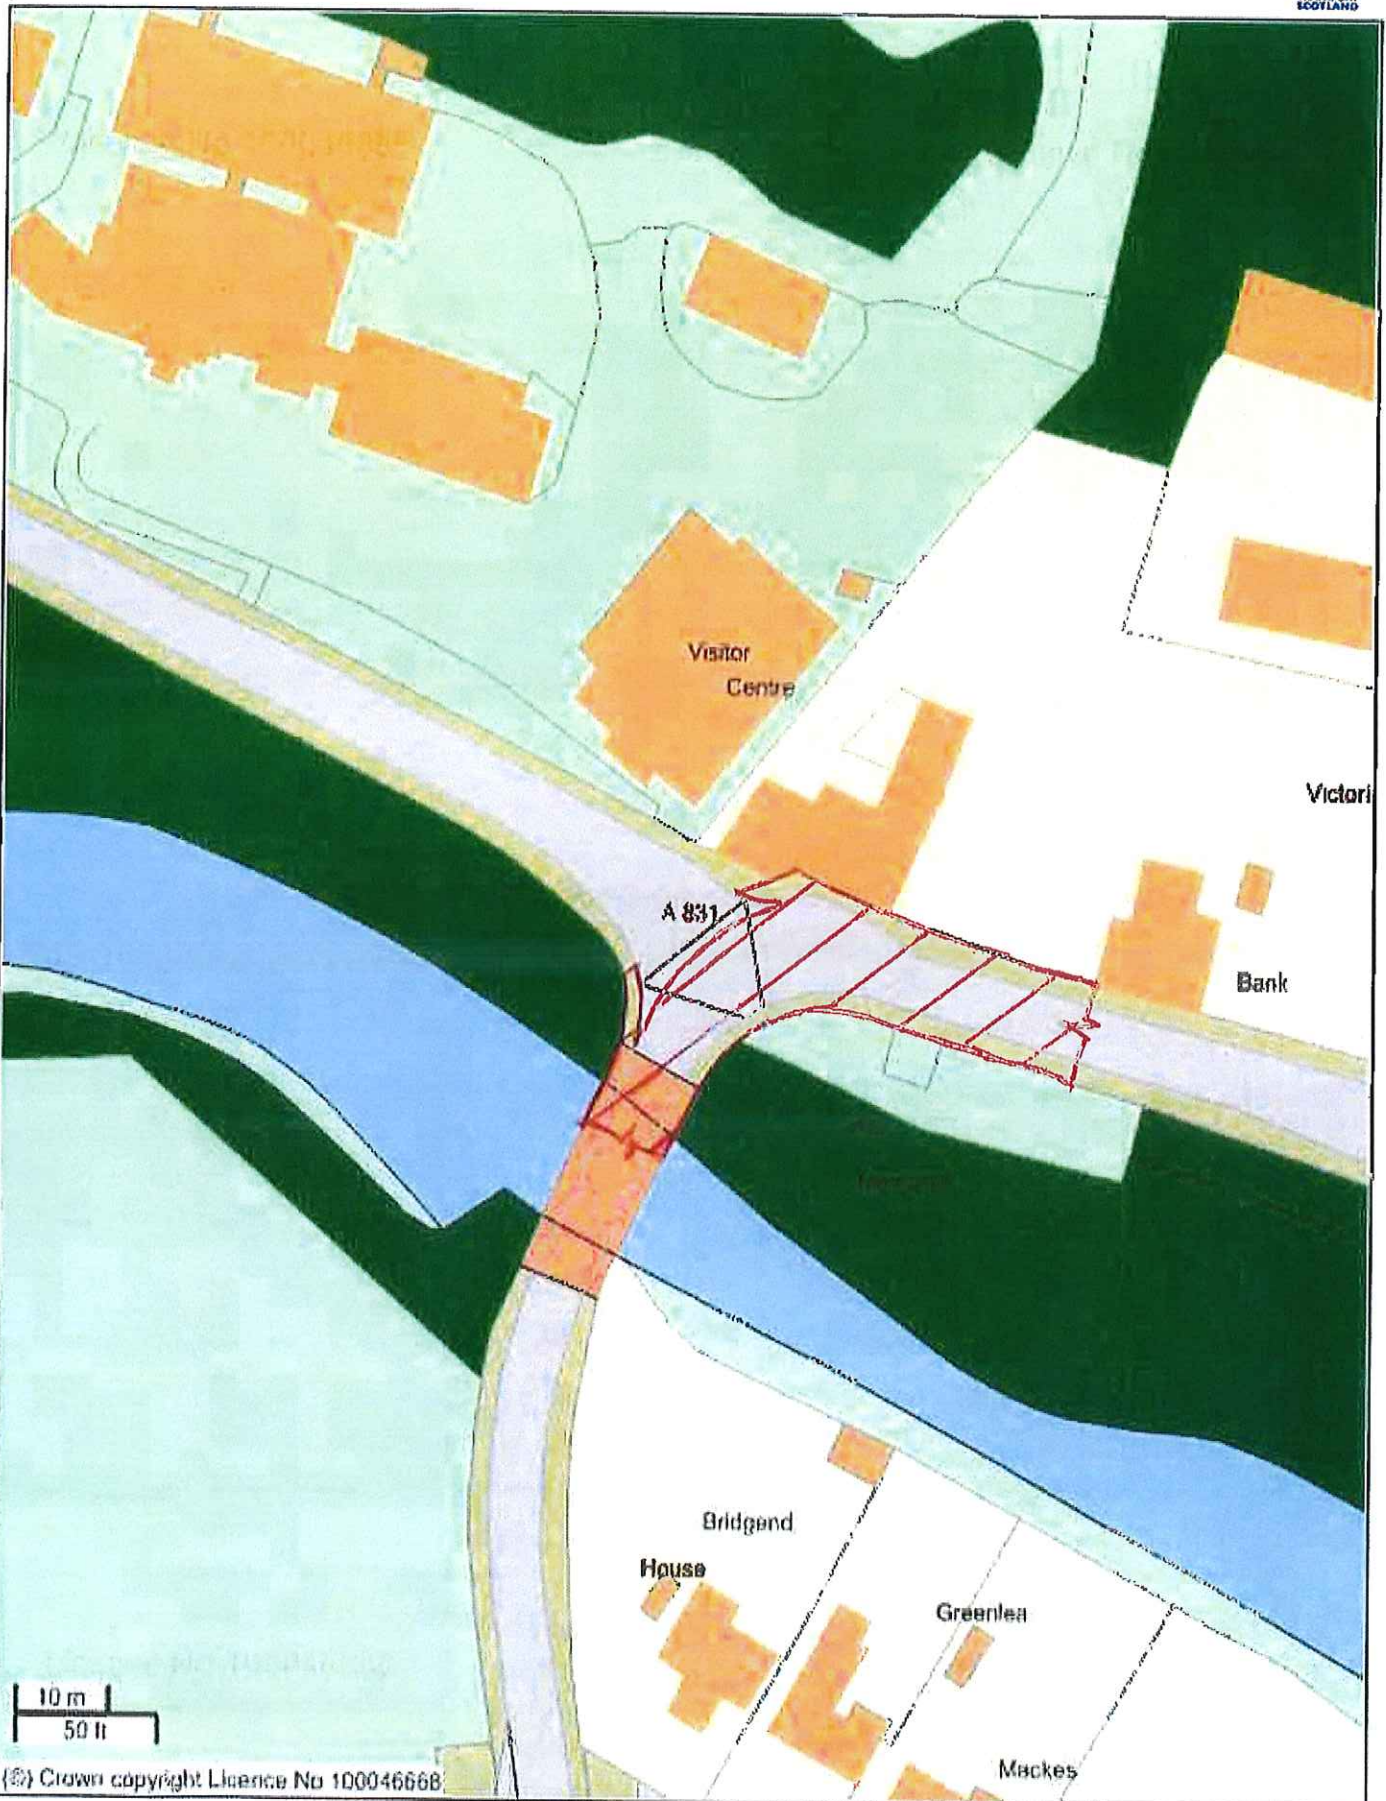 SCOTLAND
Visitor
Centre
Victori
A 831
Bank
Bridgend
House
Greenlea
Mackes
10 m
50 ft
(©) Crown copyright Licence No 100046668